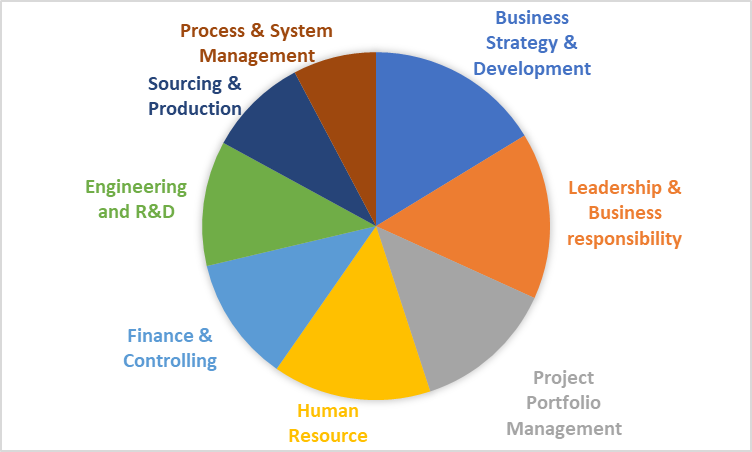 Business
Strategy &
Development
Leadership &
Business
responsibility
Project
Portfolio
Management
Human
Resource
Finance &
Controlling
Engineering
and R&D
Sourcing &
Production
Process & System
Management